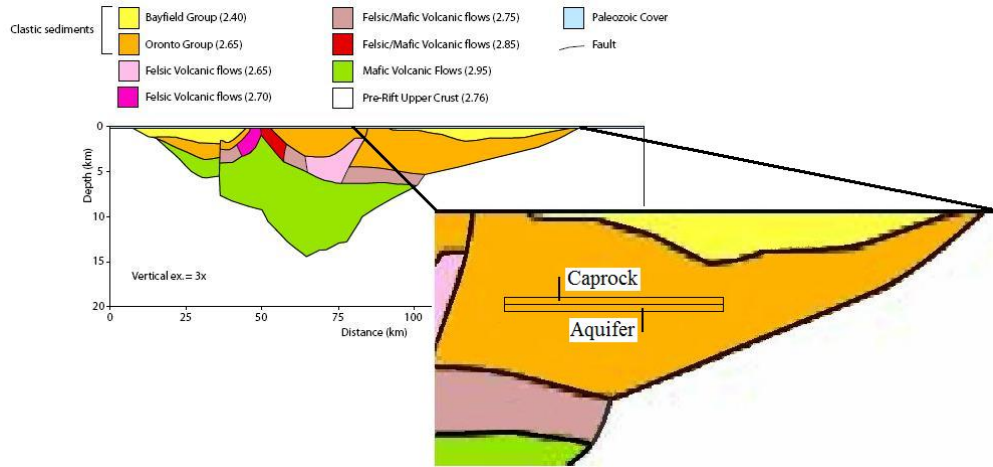 Clastic sediments
Bayfield Group (2.40)
Oronto Group (2.65)
Felsic Volcanic flows (2.65)
Felsic Volcanic flows (2.70)
Felsic/Mafic Volcanic flows (2.75)
Felsic/Mafic Volcanic flows (2.85)
Mafic Volcanic Flows (2.95)
Pre-Rift Upper Crust (2.76)
Paleozoic Cover
Fault
Depth (km)
0
5
10
15
20
Vertical ex. = 3x
0
25
50
75
100
Distance (km)
Caprock
Aquifer